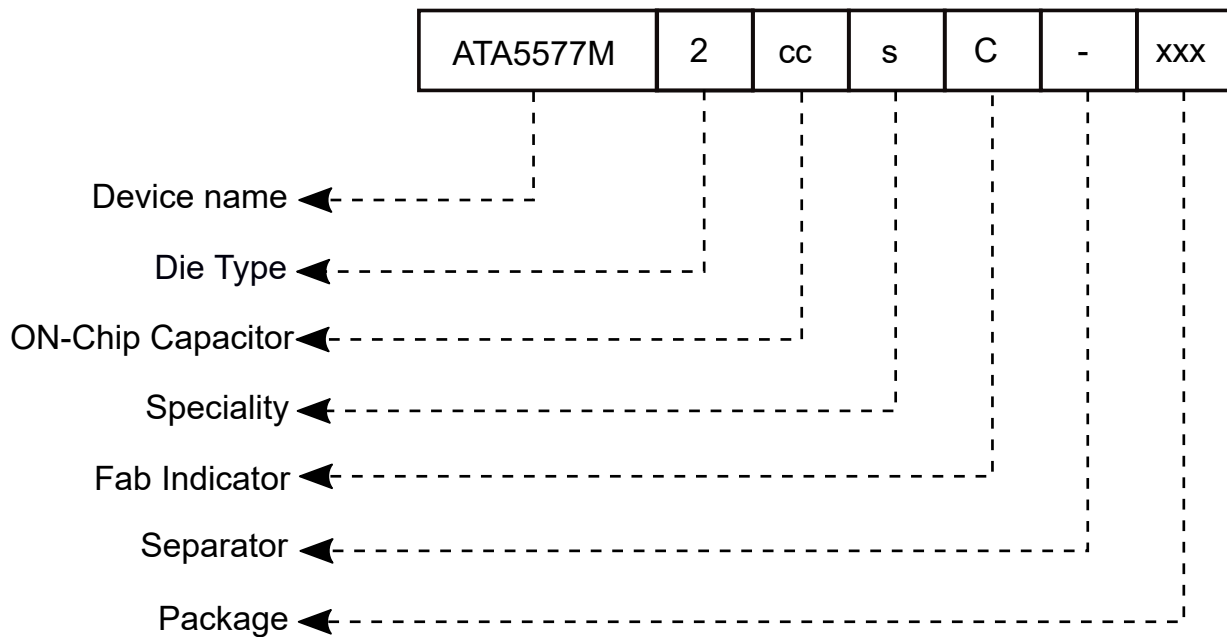 ATA5577M 2 cc s C - xxx
Device name
Die Type
ON-Chip Capacitor
Speciality
Fab Indicator
Separator
Package